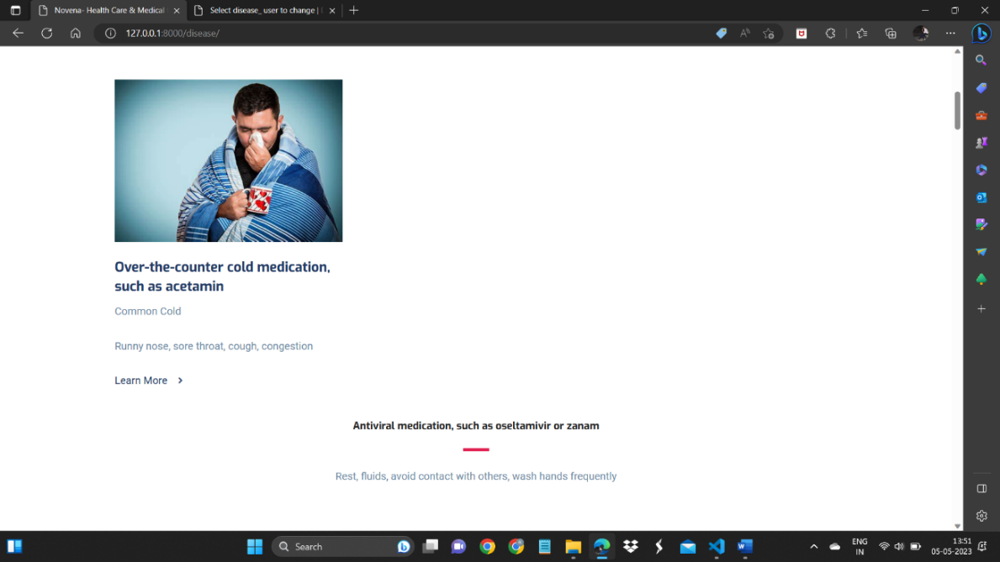 Novena- Health Care & Medical
Select disease_ user to change |
127.0.0.1:8000/disease/
Over-the-counter cold medication,
such as acetamin
Common Cold
Runny nose, sore throat, cough, congestion
Learn More
Antiviral medication, such as oseltamivir or zanam
Rest, fluids, avoid contact with others, wash hands frequently
Search
ENG
IN
13:51
05-05-2023